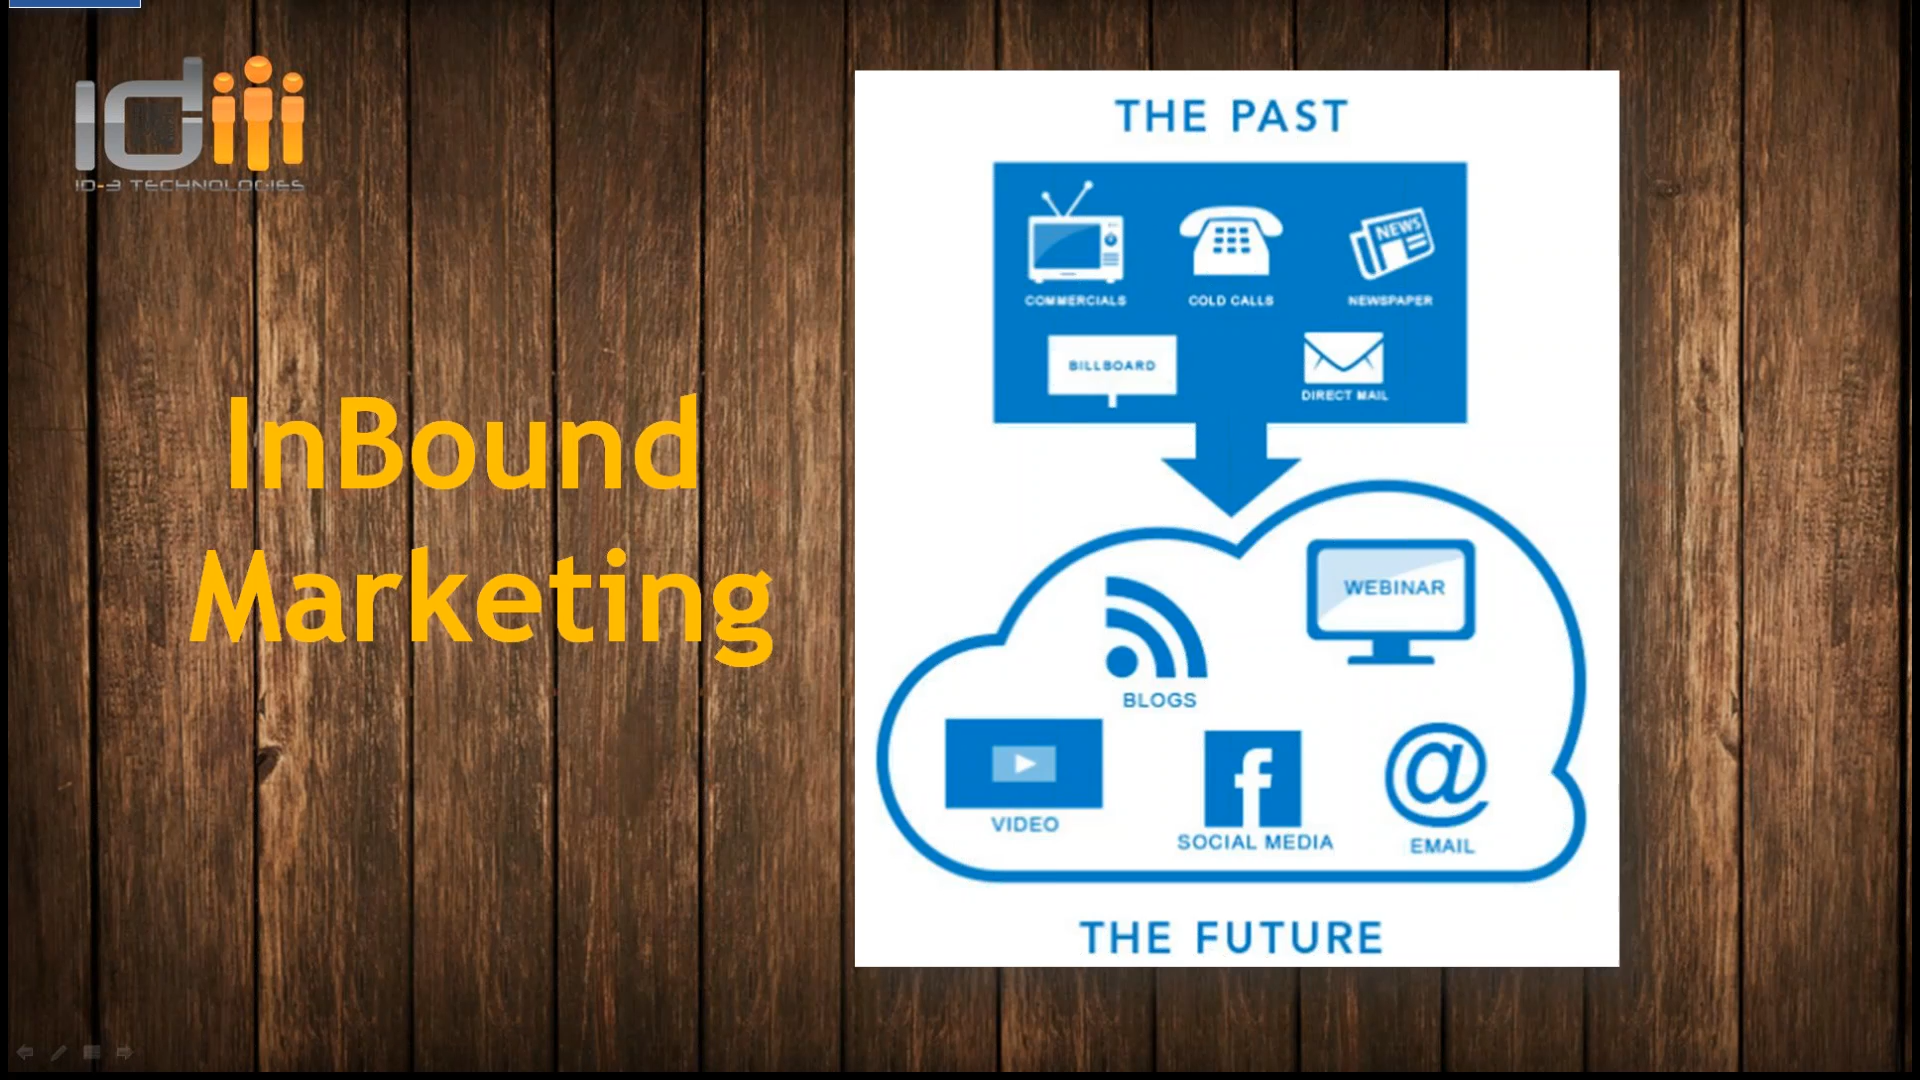 ID-3 TECHNOLOGIES
InBound
Marketing
THE PAST
NEWS
COMMERCIALS
COLD CALLS
NEWSPAPER
BILLBOARD
DIRECT MAIL
WEBINAR
BLOGS
VIDEO
SOCIAL MEDIA
EMAIL
THE FUTURE